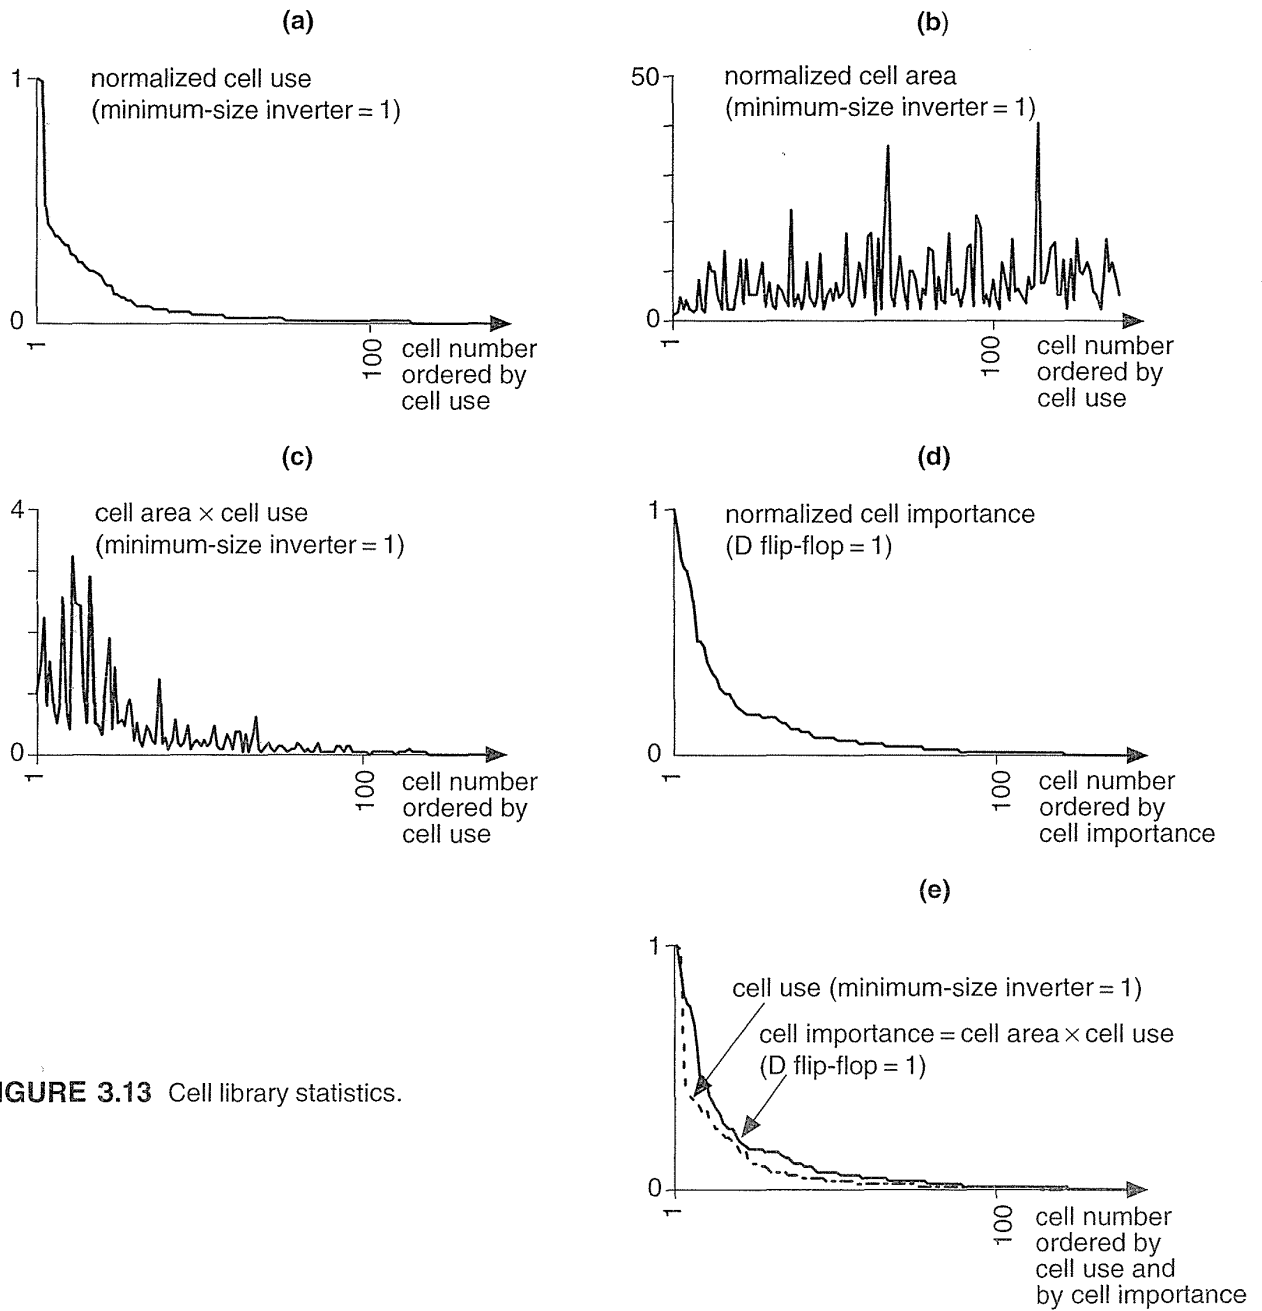 (a)
1
normalized cell use
(minimum-size inverter = 1)
0
1
100
cell number
ordered by
cell use
(b)
50
normalized cell area
(minimum-size inverter = 1)
0
1
100
cell number
ordered by
cell use
(c)
4
cell area × cell use
(minimum-size inverter = 1)
0
1
100
cell number
ordered by
cell use
(d)
1
normalized cell importance
(D flip-flop = 1)
0
1
100
cell number
ordered by
cell importance
(e)
1
cell use (minimum-size inverter = 1)
cell importance = cell area × cell use
(D flip-flop = 1)
0
1
100
cell number
ordered by
cell use and
by cell importance
IGURE 3.13 Cell library statistics.